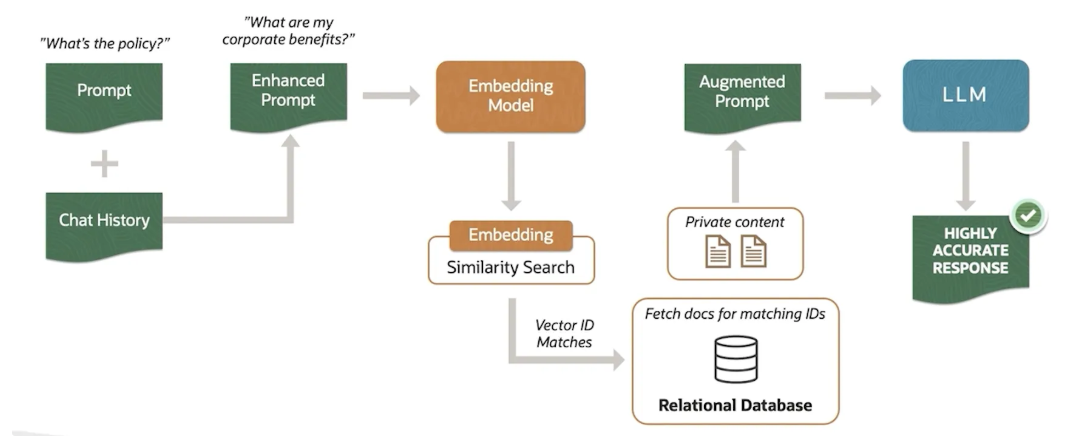 "What's the policy?"
Prompt
+
Chat History
"What are my
corporate benefits?"
Enhanced
Prompt
Embedding
Model
Embedding
Similarity Search
Vector ID
Matches
Fetch docs for matching IDs
Relational Database
Private content
Augmented
Prompt
LLM
HIGHLY
ACCURATE
RESPONSE